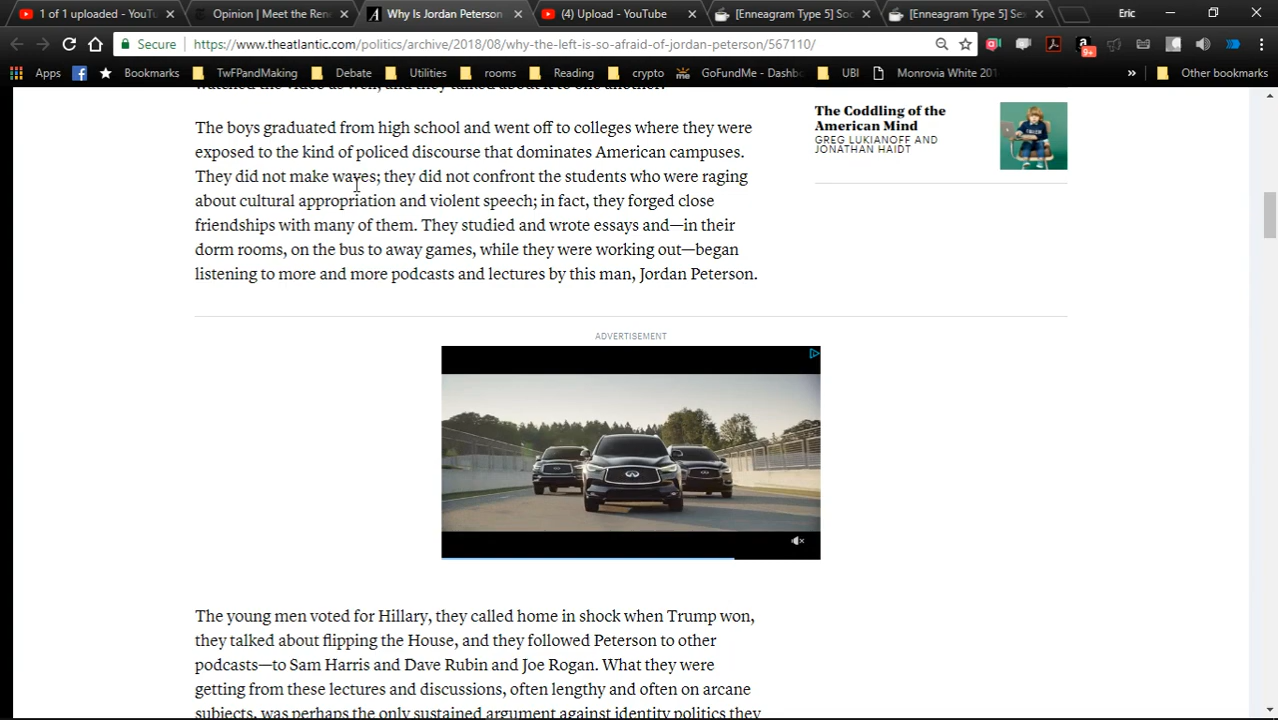 1 of 1 uploaded - YouTu
Opinion | Meet the Ren
Why Is Jordan Peterson
(4) Upload - YouTube
[Enneagram Type 5] Soc
[Enneagram Type 5] Sex
Eric
Secure
https://www.theatlantic.com/politics/archive/2018/08/why-the-left-is-so-afraid-of-jordan-peterson/567110/
9+
Apps
Bookmarks
TwFPandMaking
Debate
Utilities
rooms
Reading
crypto
me
GoFundMe - Dashbo
UBI
Monrovia White 201
»
Other bookmarks
watched the video as well, and they talked about it to one another.
The boys graduated from high school and went off to colleges where they were
exposed to the kind of policed discourse that dominates American campuses.
They did not make waves; they did not confront the students who were raging
about cultural appropriation and violent speech; in fact, they forged close
friendships with many of them. They studied and wrote essays and—in their
dorm rooms, on the bus to away games, while they were working out—began
listening to more and more podcasts and lectures by this man, Jordan Peterson.
The Coddling of the
American Mind
GREG LUKIANOFF AND
JONATHAN HAIDT
ADVERTISEMENT
The young men voted for Hillary, they called home in shock when Trump won,
they talked about flipping the House, and they followed Peterson to other
podcasts—to Sam Harris and Dave Rubin and Joe Rogan. What they were
getting from these lectures and discussions, often lengthy and often on arcane
subjects, was perhaps the only sustained argument against identity politics they